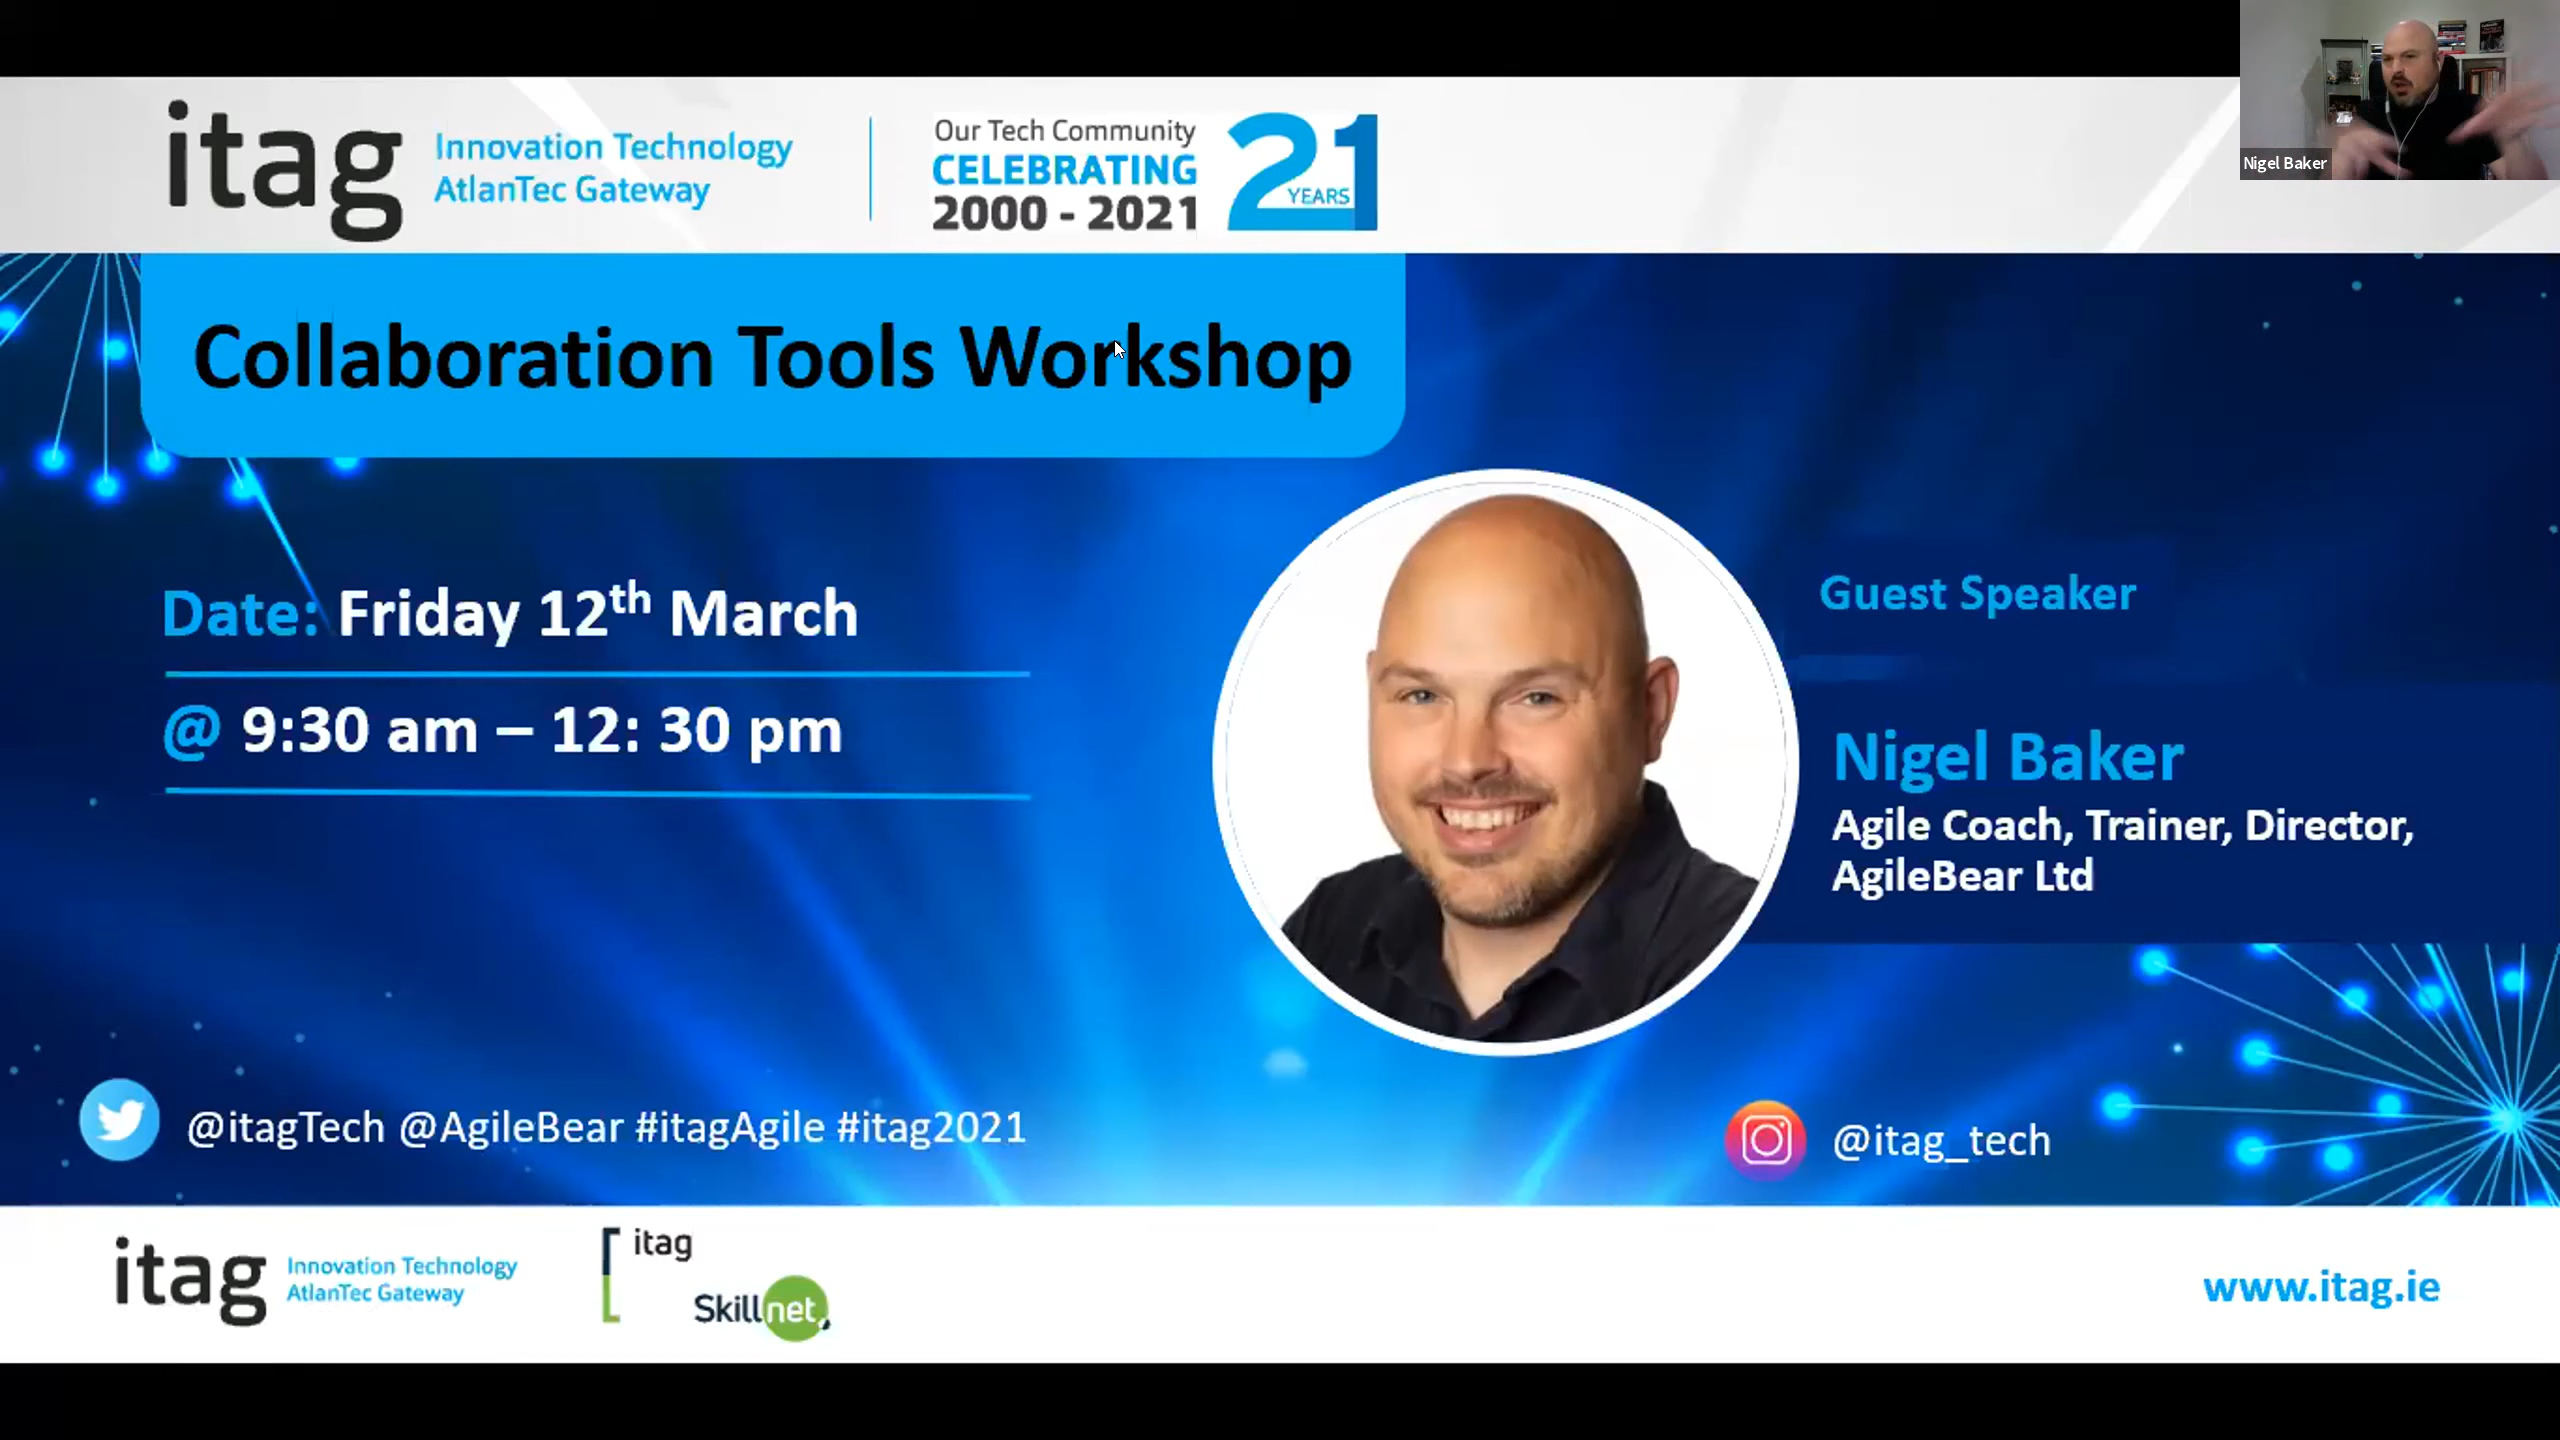 itag
Innovation Technology
AtlanTec Gateway
Our Tech Community
CELEBRATING
2000 - 2021
21
YEARS
Nigel Baker
Collaboration Tools Workshop
Date: Friday 12th March
@ 9:30 am – 12: 30 pm
Guest Speaker
Nigel Baker
Agile Coach, Trainer, Director,
AgileBear Ltd
@itagTech @AgileBear #itagAgile #itag2021
@itag_tech
itag
Innovation Technology
AtlanTec Gateway
itag
Skillnet
www.itag.ie